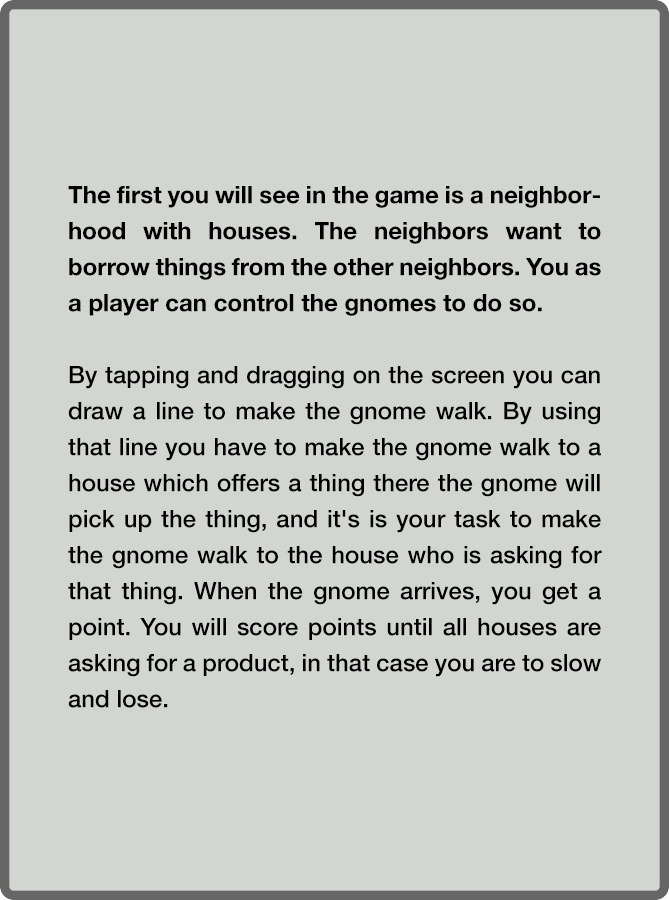 The first you will see in the game is a neighbor-
hood with houses. The neighbors want to
borrow things from the other neighbors. You as
a player can control the gnomes to do so.
By tapping and dragging on the screen you can
draw a line to make the gnome walk. By using
that line you have to make the gnome walk to a
house which offers a thing there the gnome will
pick up the thing, and it's is your task to make
the gnome walk to the house who is asking for
that thing. When the gnome arrives, you get a
point. You will score points until all houses are
asking for a product, in that case you are to slow
and lose.